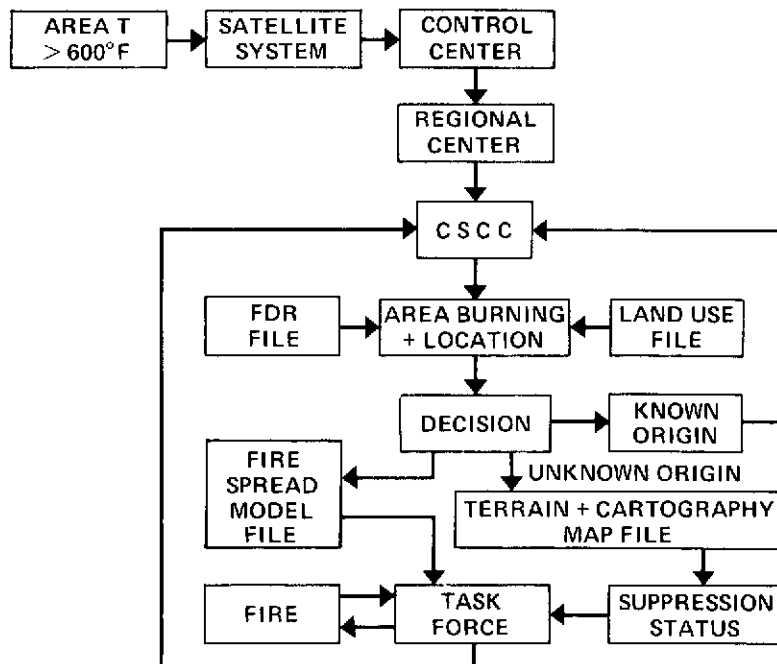 AREA T
> 600°F
SATELLITE
SYSTEM
CONTROL
CENTER
REGIONAL
CENTER
C S C C
FDR
FILE
AREA BURNING
+ LOCATION
LAND USE
FILE
DECISION
KNOWN
ORIGIN
FIRE
SPREAD
MODEL
FILE
UNKNOWN ORIGIN
TERRAIN + CARTOGRAPHY
MAP FILE
FIRE
TASK
FORCE
SUPPRESSION
STATUS